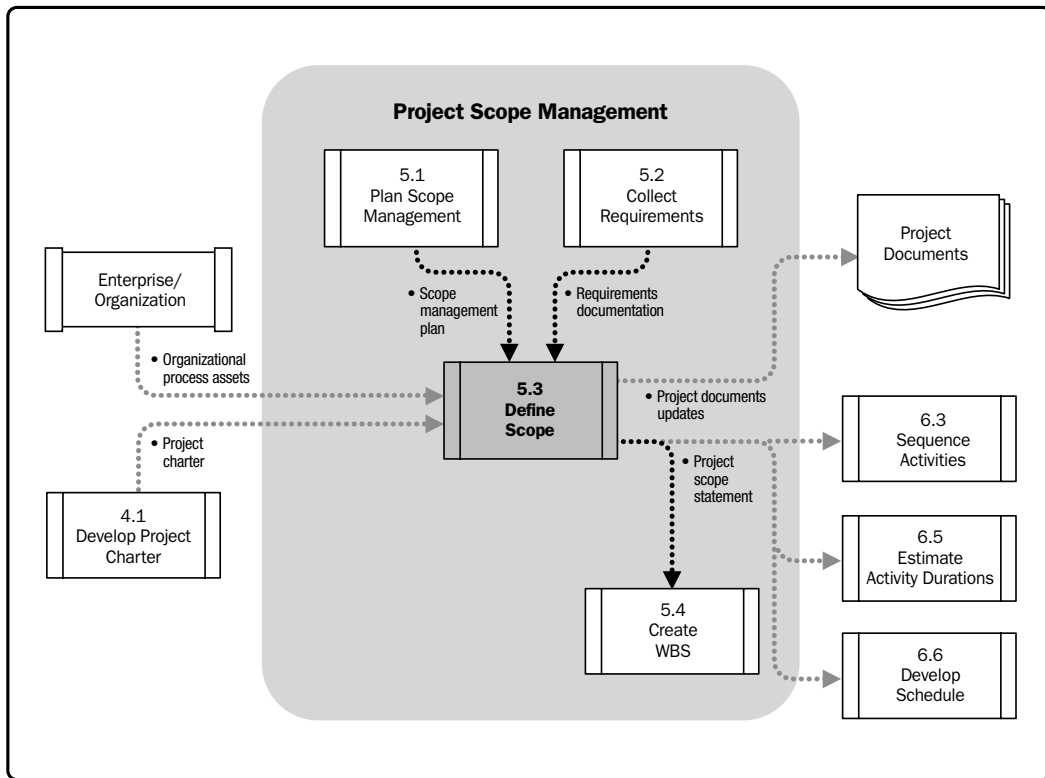 Project Scope Management
5.1
Plan Scope
Management
5.2
Collect
Requirements
Project
Documents
Enterprise/
Organization
• Scope
management
plan
• Requirements
documentation
• Organizational
process assets
5.3
Define
Scope
• Project documents
updates
• Project
charter
• Project
scope
statement
6.3
Sequence
Activities
4.1
Develop Project
Charter
6.5
Estimate
Activity Durations
5.4
Create
WBS
6.6
Develop
Schedule